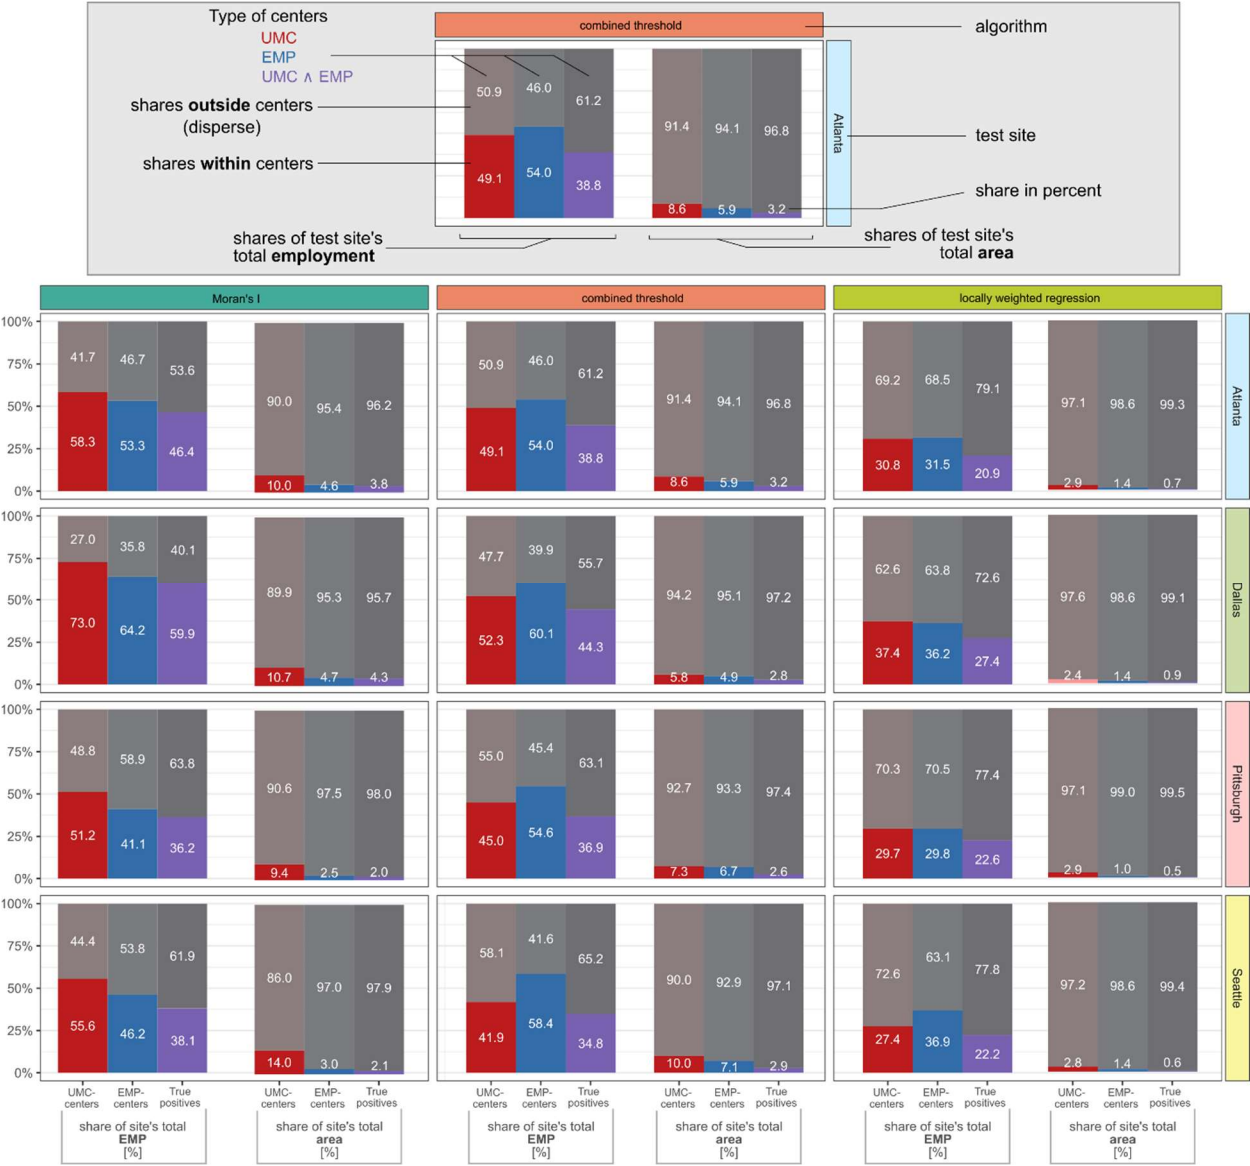 Type of centers
UMC
EMP
UMC ∧ EMP
shares outside centers
(disperse)
shares within centers
combined threshold
algorithm
50.9 46.0 61.2 91.4 94.1 96.8
49.1 54.0 38.8 8.6 5.9 3.2
Atlanta
test site
share in percent
shares of test site's
total employment
shares of test site's
total area
Moran's I combined threshold locally weighted regression
100%
75%
50%
25%
0%
41.7 46.7 53.6 90.0 95.4 96.2 50.9 46.0 61.2 91.4 94.1 96.8 69.2 68.5 79.1 97.1 98.6 99.3
58.3 53.3 46.4 10.0 4.6 3.8 49.1 54.0 38.8 8.6 5.9 3.2 30.8 31.5 20.9 2.9 1.4 0.7
Atlanta
100%
75%
50%
25%
0%
27.0 35.8 40.1 89.9 95.3 95.7 47.7 39.9 55.7 94.2 95.1 97.2 62.6 63.8 72.6 97.6 98.6 99.1
73.0 64.2 59.9 10.7 4.7 4.3 52.3 60.1 44.3 5.8 4.9 2.8 37.4 36.2 27.4 2.4 1.4 0.9
Dallas
100%
75%
50%
25%
0%
48.8 58.9 63.8 90.6 97.5 98.0 55.0 45.4 63.1 92.7 93.3 97.4 70.3 70.5 77.4 97.1 99.0 99.5
51.2 41.1 36.2 9.4 2.5 2.0 45.0 54.6 36.9 7.3 6.7 2.6 29.7 29.8 22.6 2.9 1.0 0.5
Pittsburgh
100%
75%
50%
25%
0%
44.4 53.8 61.9 86.0 97.0 97.9 58.1 41.6 65.2 90.0 92.9 97.1 72.6 63.1 77.8 97.2 98.6 99.4
55.6 46.2 38.1 14.0 3.0 2.1 41.9 58.4 34.8 10.0 7.1 2.9 27.4 36.9 22.2 2.8 1.4 0.6
Seattle
UMC- EMP- True UMC- EMP- True UMC- EMP- True UMC- EMP- True UMC- EMP- True UMC- EMP- True
centers centers positives centers centers positives centers centers positives centers centers positives centers centers positives centers centers positives
share of site's total share of site's total share of site's total share of site's total share of site's total share of site's total
EMP area EMP area EMP area
[%] [%] [%] [%] [%] [%]